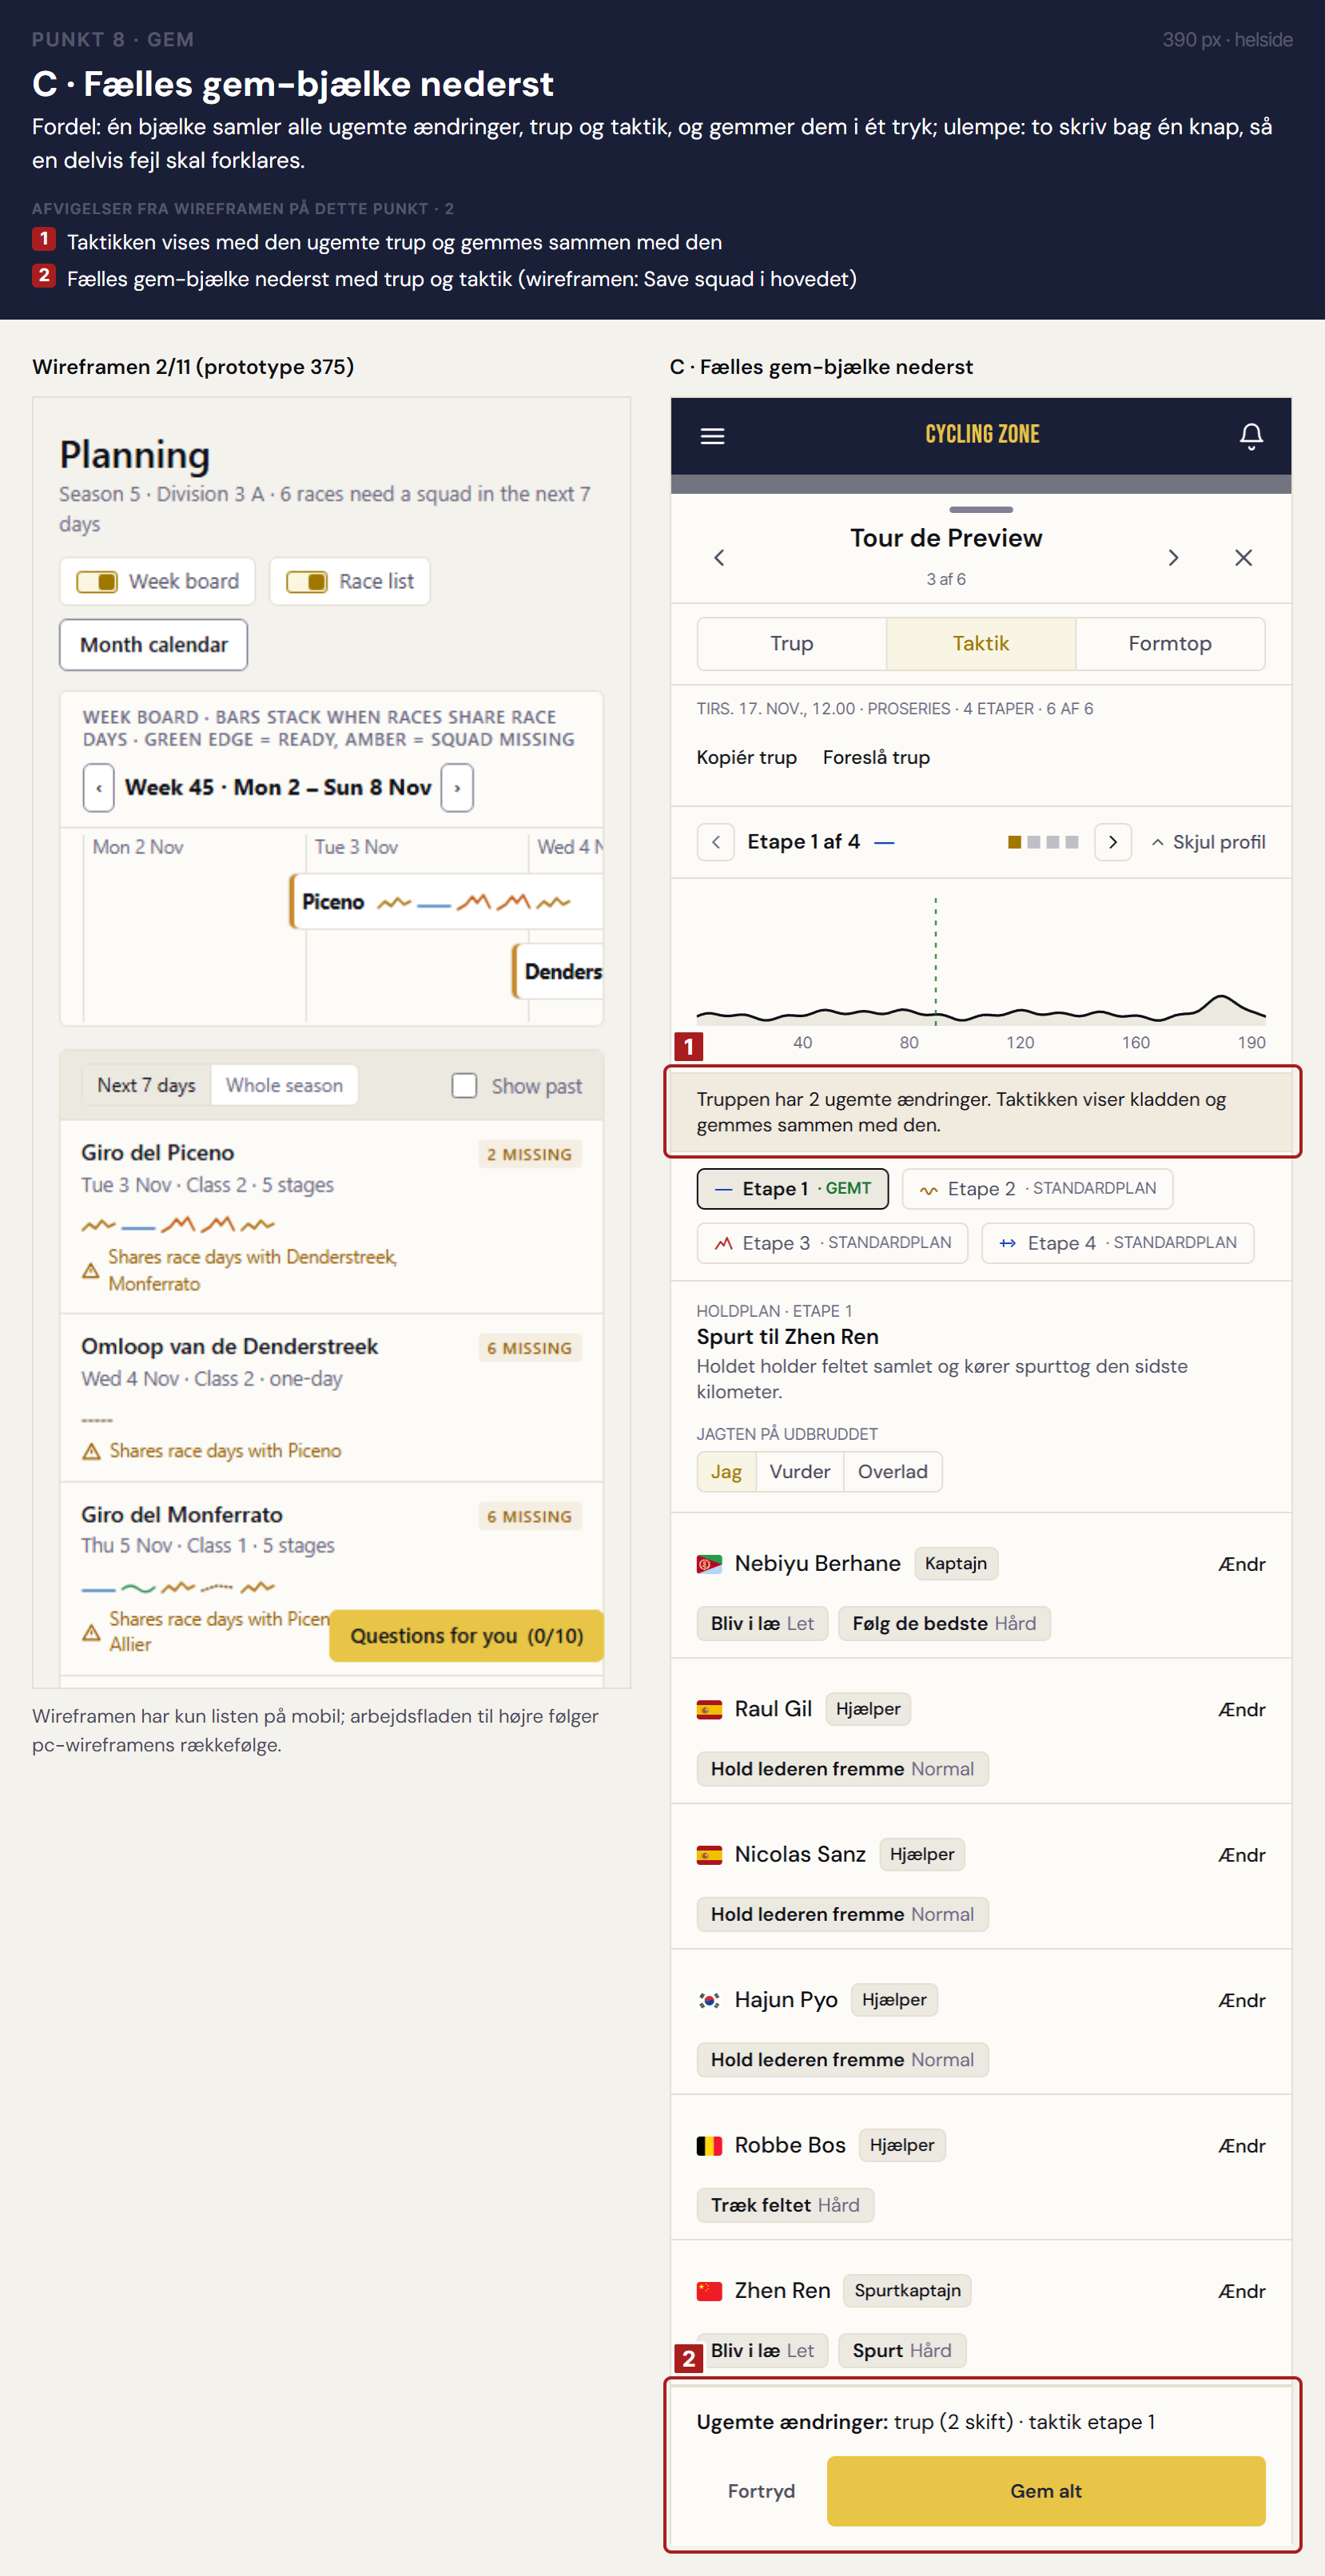 PUNKT 8 · GEM
390 px · helside
C · Fælles gem-bjælke nederst
Fordel: én bjælke samler alle ugemte ændringer, trup og taktik, og gemmer dem i ét tryk; ulempe: to skriv bag én knap, så
en delvis fejl skal forklares.
AFVIGELSER FRA WIREFRAMEN PÅ DETTE PUNKT · 2
1 Taktikken vises med den ugemte trup og gemmes sammen med den
2 Fælles gem-bjælke nederst med trup og taktik (wireframen: Save squad i hovedet)
Wireframen 2/11 (prototype 375)
Planning
Season 5 · Division 3 A · 6 races need a squad in the next 7
days
Week board
Race list
Month calendar
WEEK BOARD · BARS STACK WHEN RACES SHARE RACE
DAYS · GREEN EDGE = READY, AMBER = SQUAD MISSING
Week 45 · Mon 2 – Sun 8 Nov
Mon 2 Nov
Tue 3 Nov
Wed 4 N
Piceno
Denders
Next 7 days
Whole season
Show past
Giro del Piceno
2 MISSING
Tue 3 Nov · Class 2 · 5 stages
Shares race days with Denderstreek,
Monferrato
Omloop van de Denderstreek
6 MISSING
Wed 4 Nov · Class 2 · one-day
Shares race days with Piceno
Giro del Monferrato
6 MISSING
Thu 5 Nov · Class 1 · 5 stages
Shares race days with Picen
Allier
Questions for you (0/10)
Wireframen har kun listen på mobil; arbejdsfladen til højre følger
pc-wireframens rækkefølge.
C · Fælles gem-bjælke nederst
CYCLING ZONE
Tour de Preview
3 af 6
Trup
Taktik
Formtop
TIRS. 17. NOV., 12.00 · PROSERIES · 4 ETAPER · 6 AF 6
Kopiér trup
Foreslå trup
Etape 1 af 4
Skjul profil
40
80
120
160
190
1
Truppen har 2 ugemte ændringer. Taktikken viser kladden og
gemmes sammen med den.
Etape 1 · GEMT
Etape 2 · STANDARDPLAN
Etape 3 · STANDARDPLAN
Etape 4 · STANDARDPLAN
HOLDPLAN · ETAPE 1
Spurt til Zhen Ren
Holdet holder feltet samlet og kører spurttog den sidste
kilometer.
JAGTEN PÅ UDBRUDDET
Jag
Vurder
Overlad
Nebiyu Berhane
Kaptajn
Ændr
Bliv i læ Let
Følg de bedste Hård
Raul Gil
Hjælper
Ændr
Hold lederen fremme Normal
Nicolas Sanz
Hjælper
Ændr
Hold lederen fremme Normal
Hajun Pyo
Hjælper
Ændr
Hold lederen fremme Normal
Robbe Bos
Hjælper
Ændr
Træk feltet Hård
Zhen Ren
Spurtkaptajn
Ændr
Bliv i læ Let
Spurt Hård
2
Ugemte ændringer: trup (2 skift) · taktik etape 1
Fortryd
Gem alt